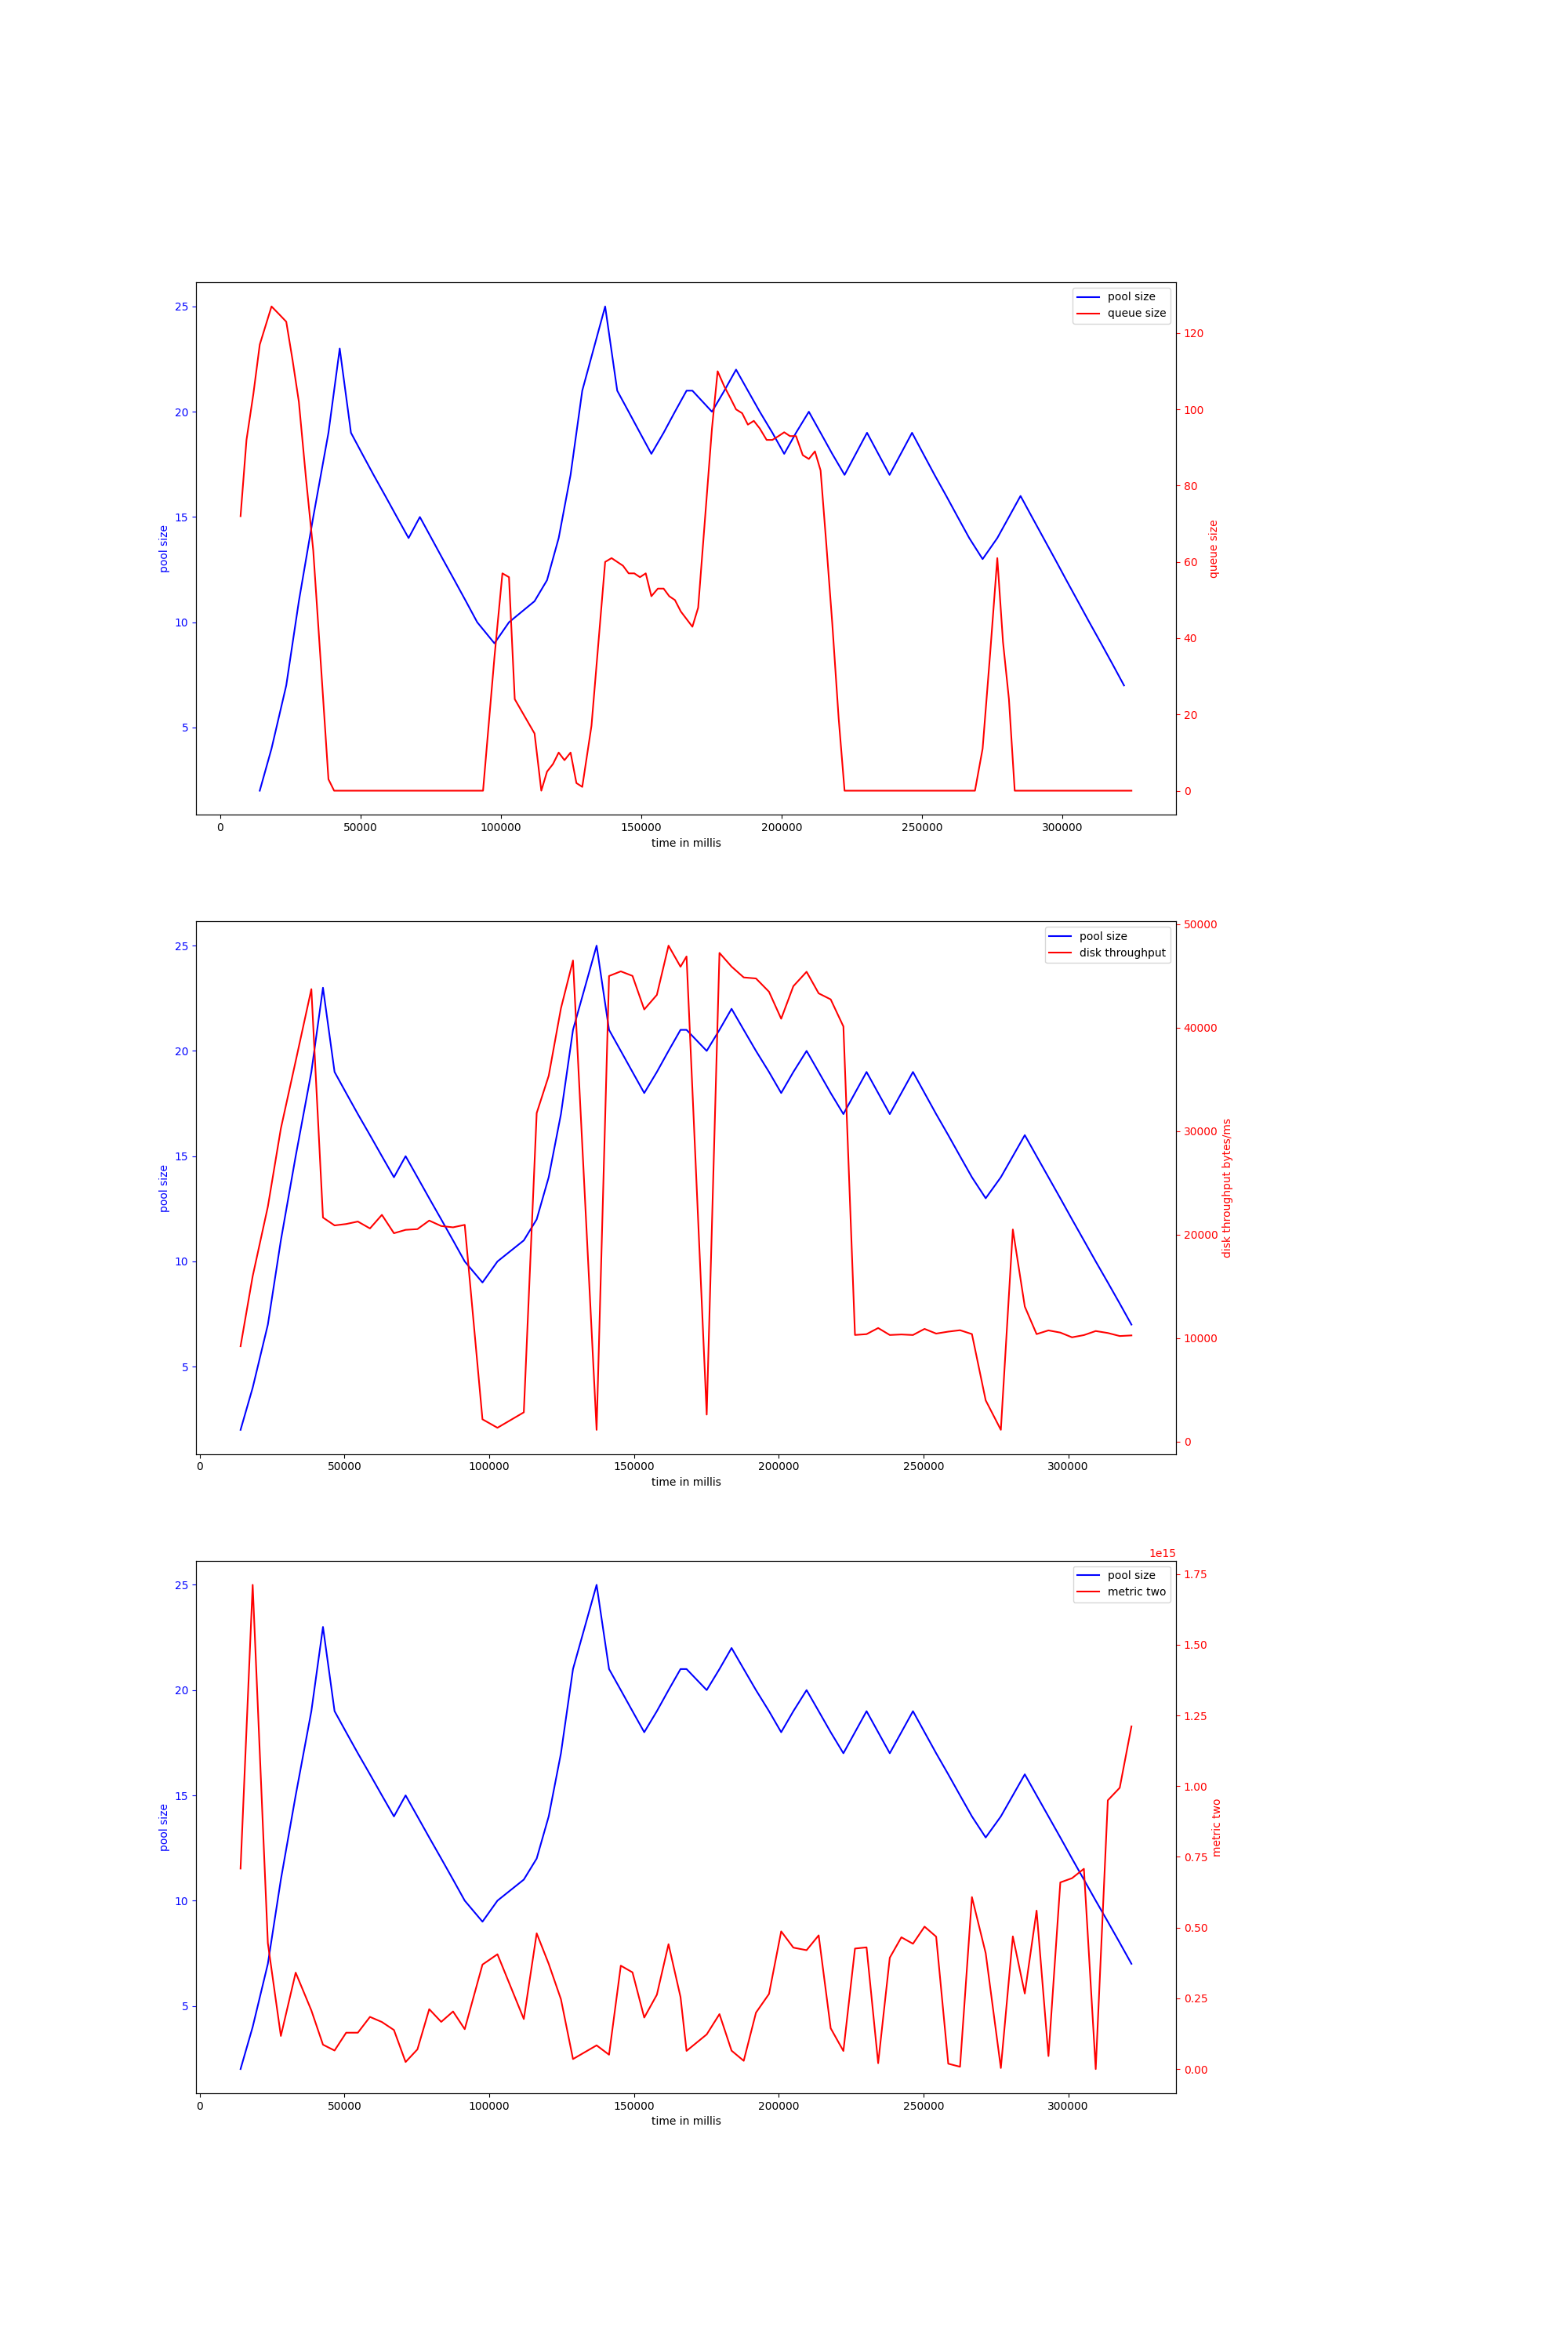 pool size
queue size
25
20
15
10
5
pool size
120
100
80
60
40
20
0
queue size
0 50000 100000 150000 200000 250000 300000
time in millis
pool size
disk throughput
25
20
15
10
5
pool size
50000
40000
30000
20000
10000
0
disk throughput bytes/ms
0 50000 100000 150000 200000 250000 300000
time in millis
1e15
pool size
metric two
25
20
15
10
5
pool size
1.75
1.50
1.25
1.00
0.75
0.50
0.25
0.00
metric two
0 50000 100000 150000 200000 250000 300000
time in millis